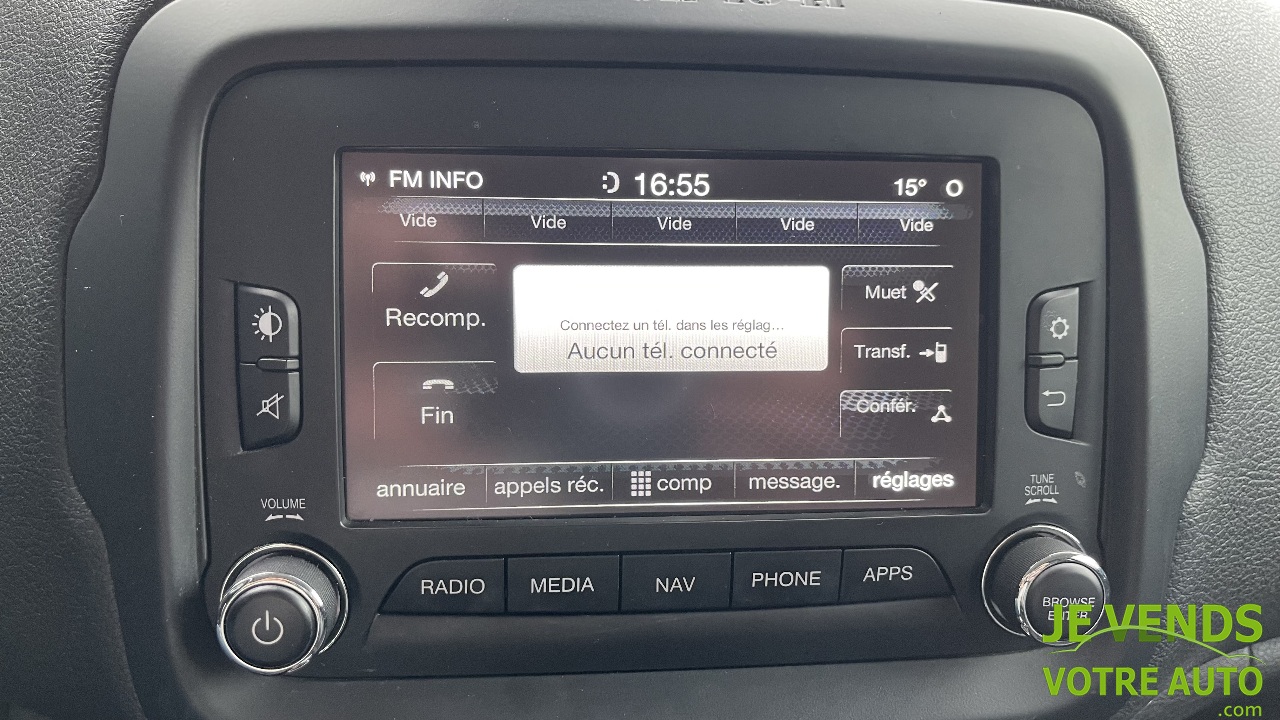 FM INFO 16:55 15° O
Vide Vide Vide Vide Vide
Recomp.
Connectez un tél. dans les réglag...
Aucun tél. connecté
Muet
Transf.
Confér.
Fin
annuaire appels réc. comp message. réglages
VOLUME
TUNE
SCROLL
RADIO MEDIA NAV PHONE APPS
BROWSE
ENTER
JE VENDS
VOTRE AUTO
.com